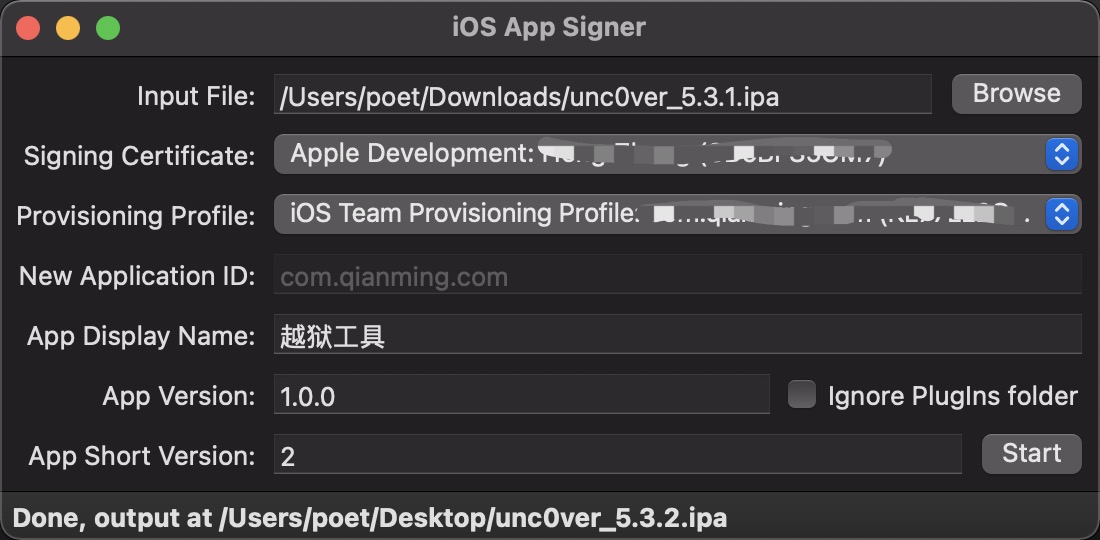 iOS App Signer
Input File: /Users/poet/Downloads/unc0ver_5.3.1.ipa Browse
Signing Certificate: Apple Development:
Provisioning Profile: iOS Team Provisioning Profile:
New Application ID: com.qianming.com
App Display Name: 越狱工具
App Version: 1.0.0 Ignore PlugIns folder
App Short Version: 2 Start
Done, output at /Users/poet/Desktop/unc0ver_5.3.2.ipa